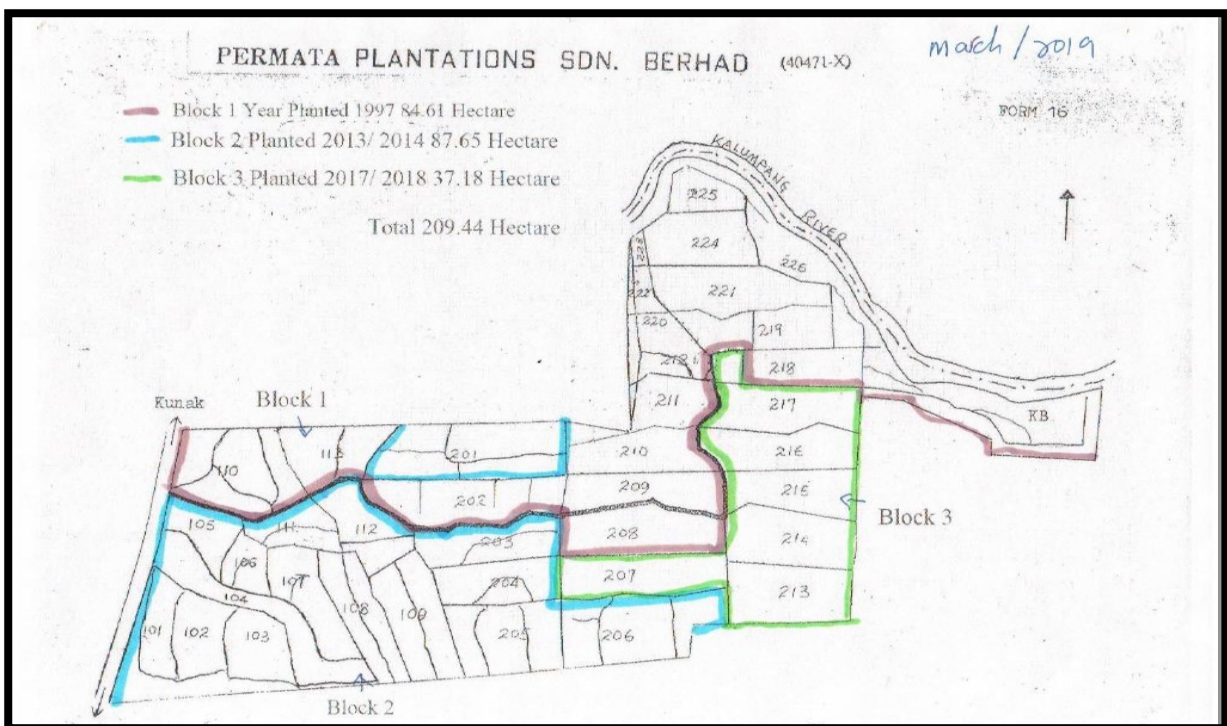 march / 2019
PERMATA PLANTATIONS SDN. BERHAD (40471-X)
FORM 16
Block 1 Year Planted 1997 84.61 Hectare
Block 2 Planted 2013/ 2014 87.65 Hectare
Block 3 Planted 2017/ 2018 37.18 Hectare
Total 209.44 Hectare
KALUMPANG
RIVER
225
224
226
223
221
222
220
219
218
212
211
217
KB
Kunak
Block 1
113
201
210
216
110
202
209
215
Block 3
105
111
112
208
214
203
106
107
204
207
213
104
108
109
101
102
103
205
206
Block 2